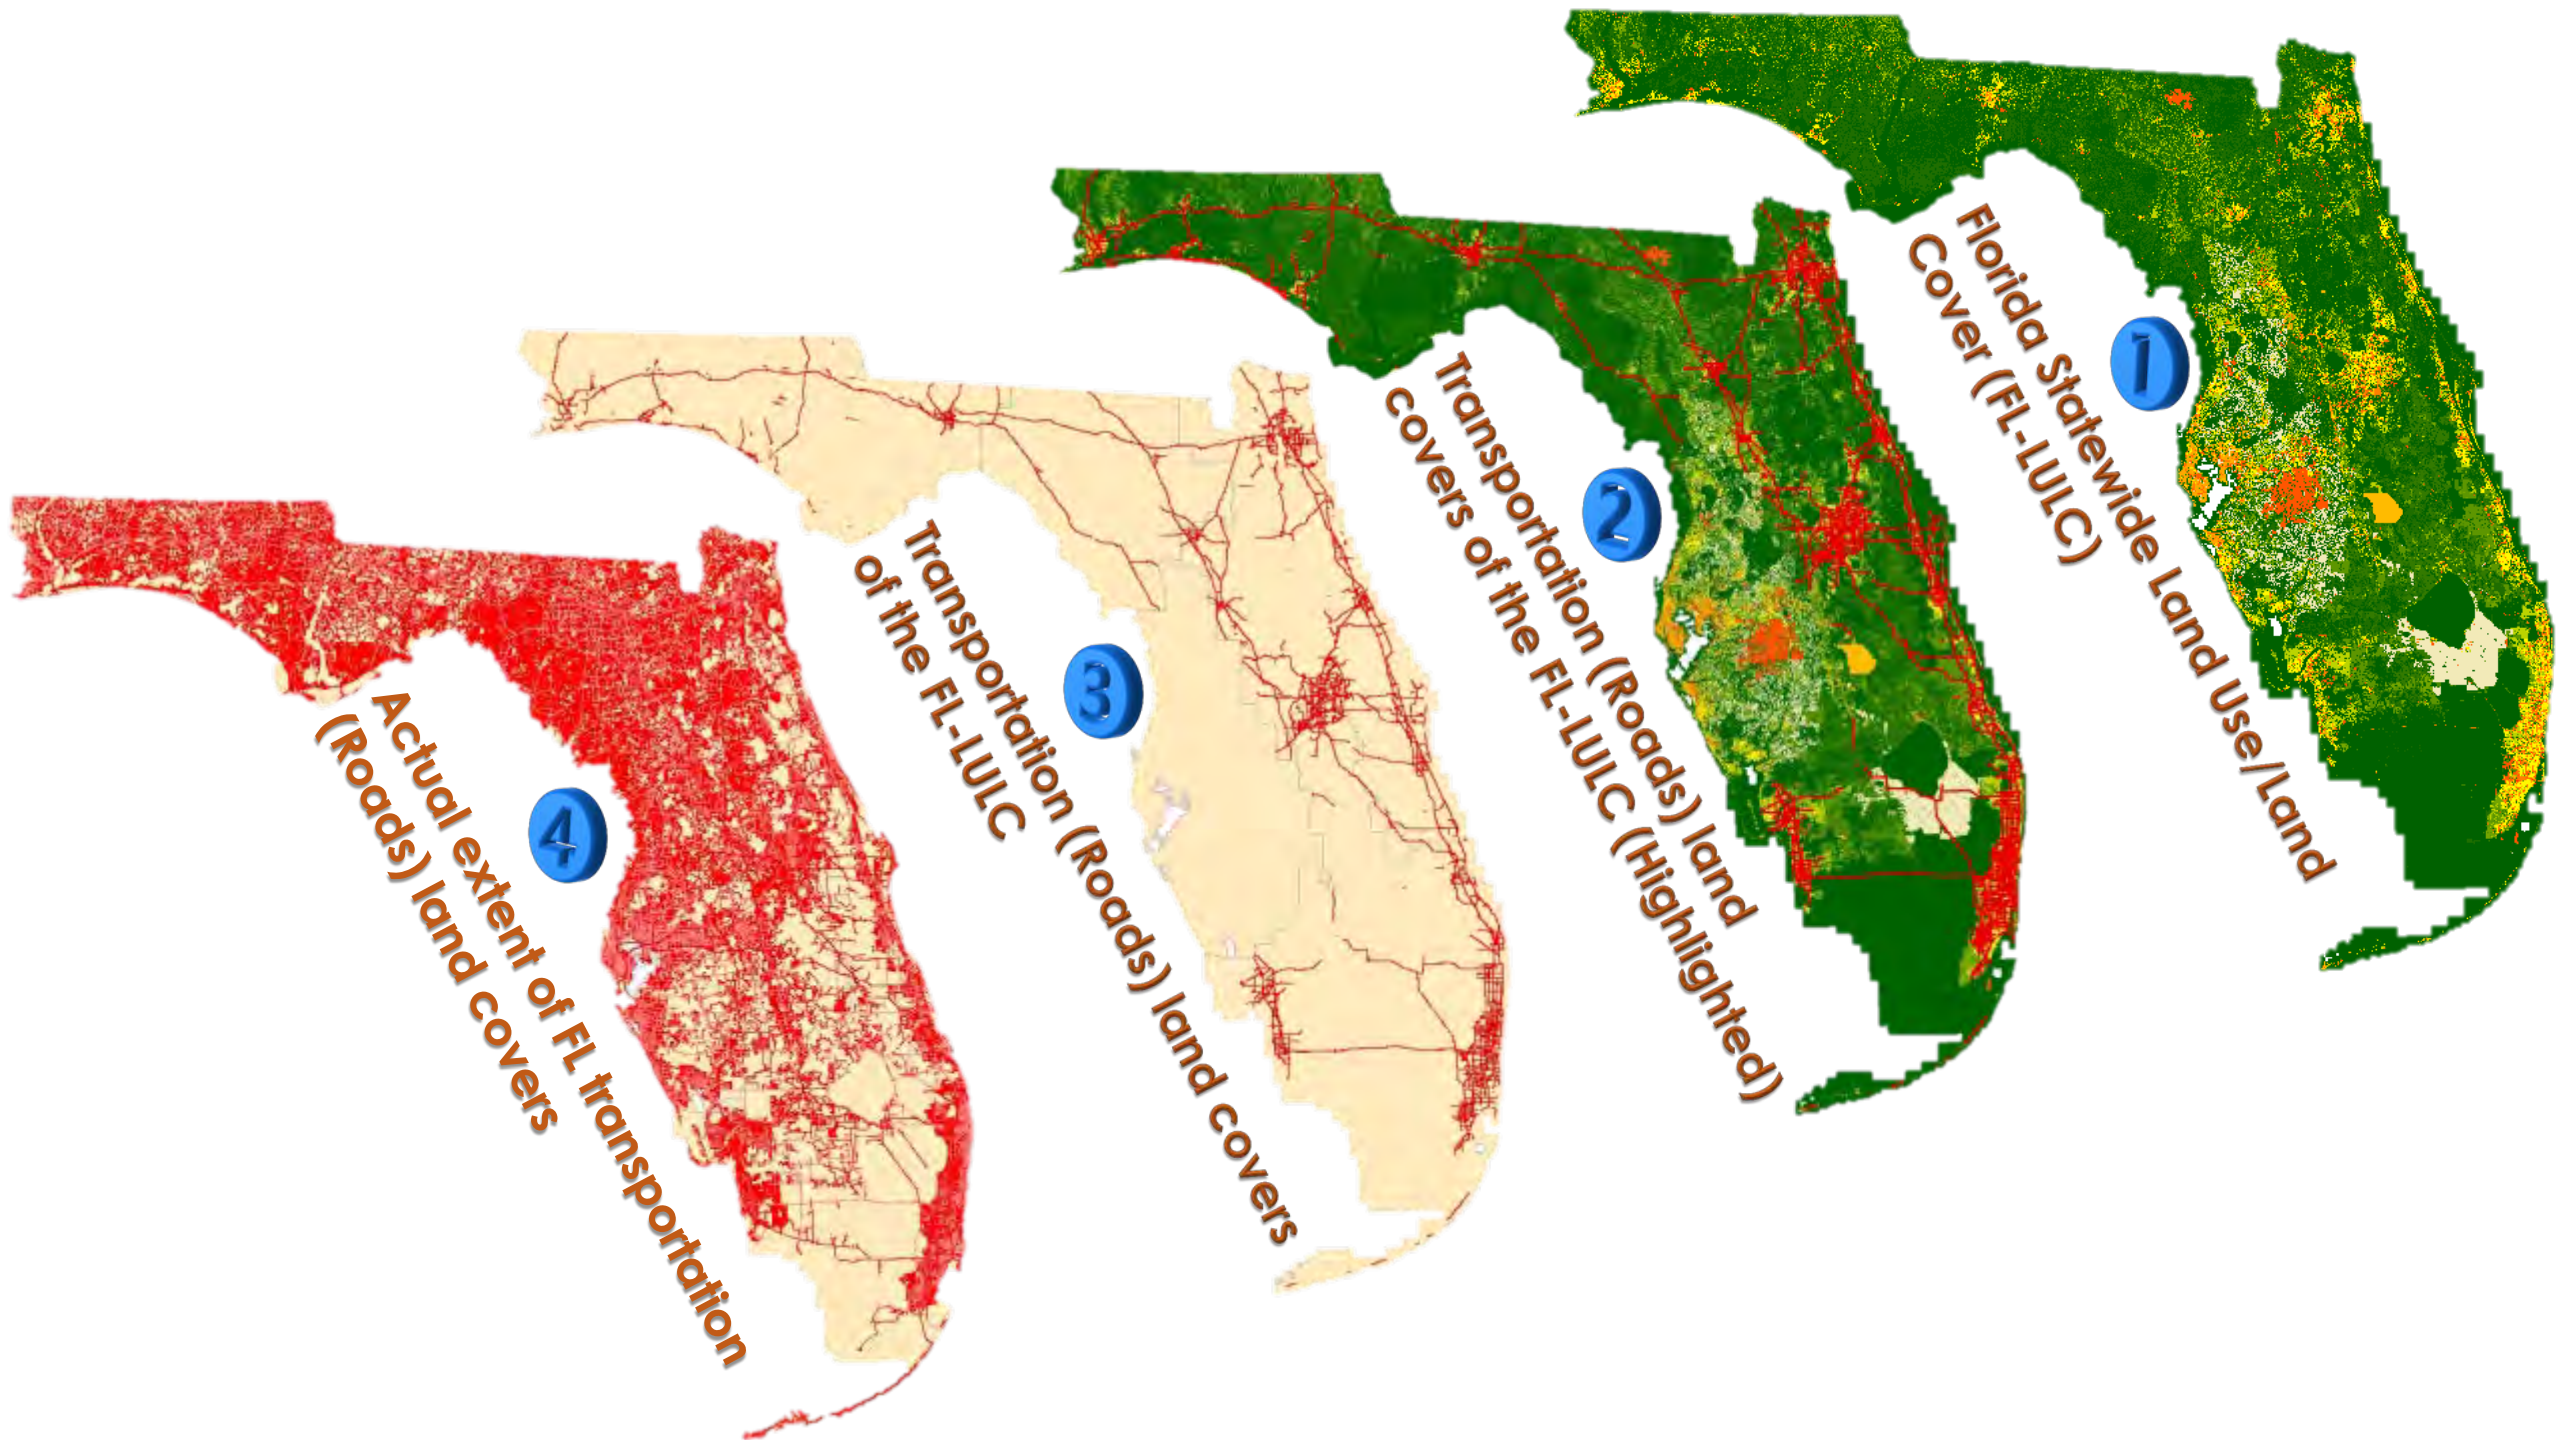 Florida Statewide Land Use/Land
Cover (FL-LULC)
1
Transportation (Roads) land
covers of the FL-LULC (Highlighted)
2
Transportation (Roads) land covers
of the FL-LULC
3
Actual extent of FL transportation
(Roads) land covers
4